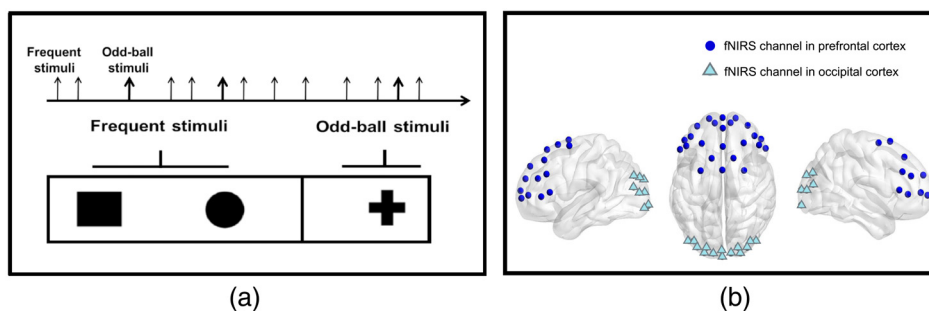 Frequent
stimuli
Odd-ball
stimuli
Frequent stimuli
Odd-ball stimuli
(a)
fNIRS channel in prefrontal cortex
fNIRS channel in occipital cortex
(b)